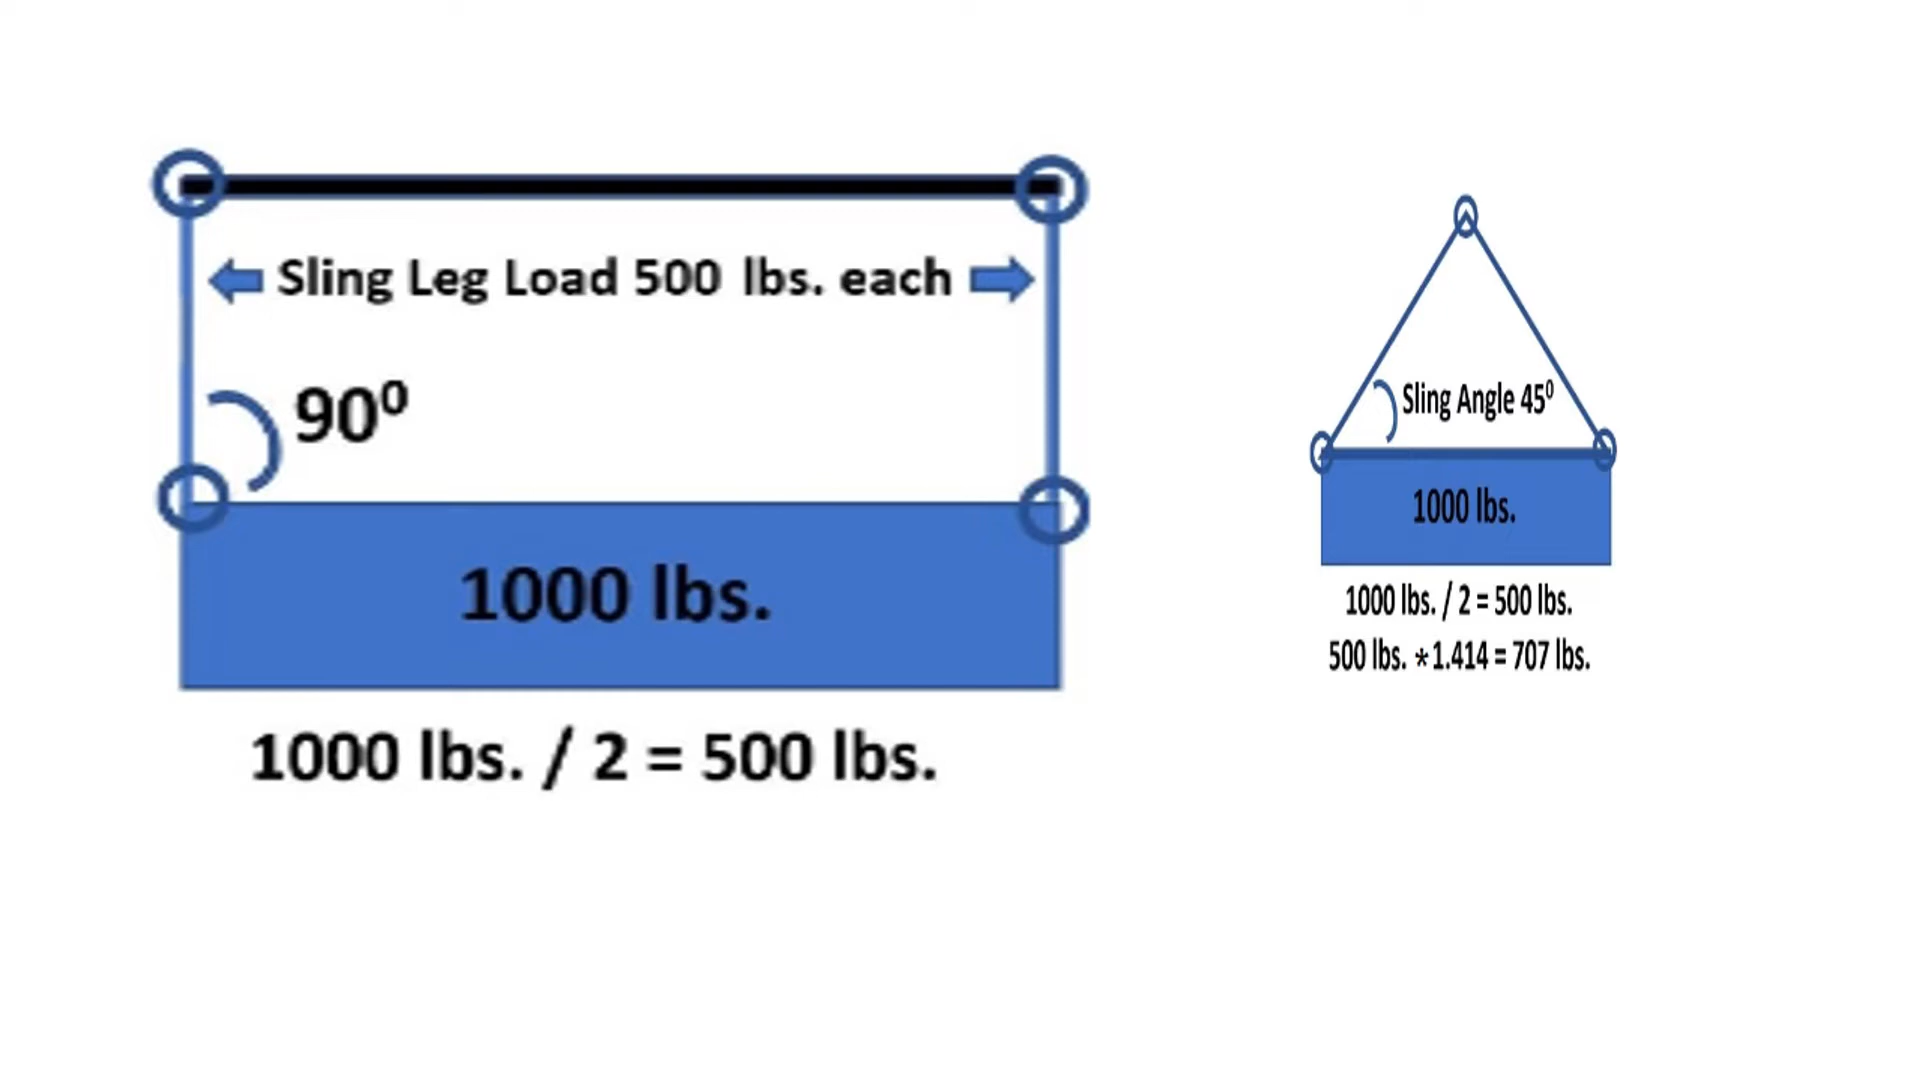 Sling Leg Load 500 lbs. each
90⁰
1000 lbs.
1000 lbs. / 2 = 500 lbs.
Sling Angle 45⁰
1000 lbs.
1000 lbs. / 2 = 500 lbs.
500 lbs. *1.414 = 707 lbs.